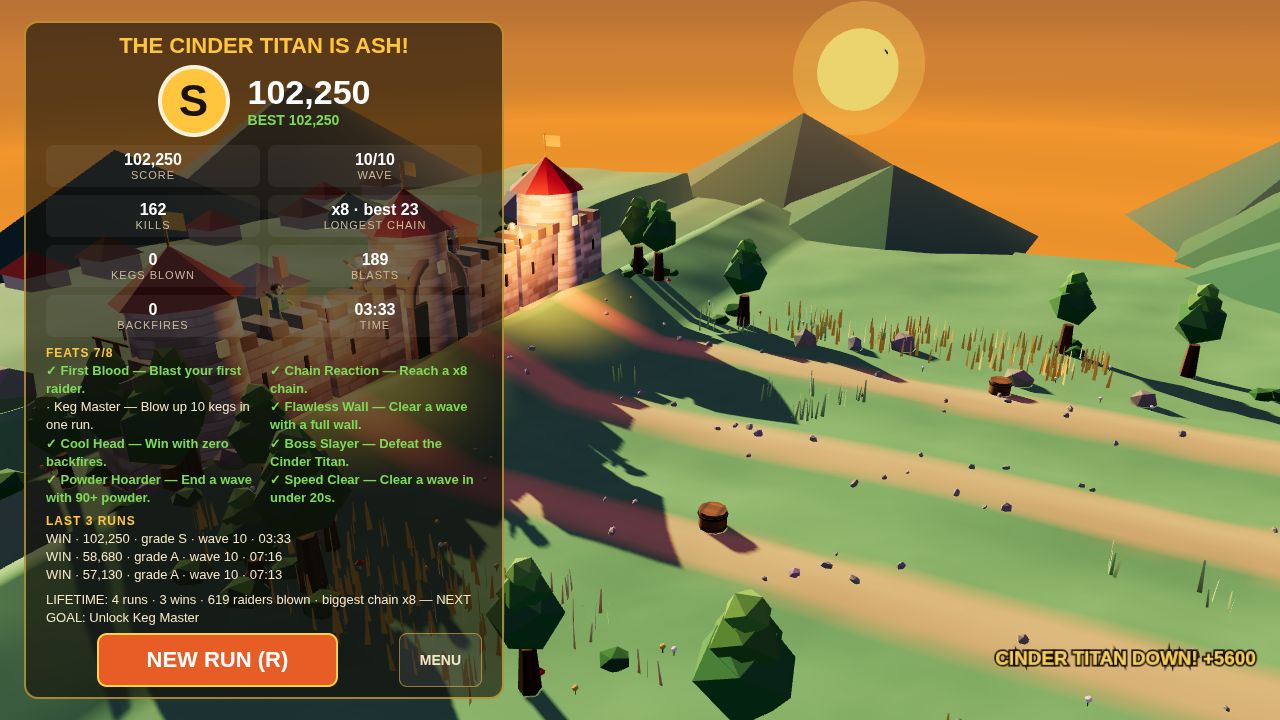 THE CINDER TITAN IS ASH!
S
102,250
BEST 102,250
102,250
SCORE
10/10
WAVE
162
KILLS
x8 · best 23
LONGEST CHAIN
0
KEGS BLOWN
189
BLASTS
0
BACKFIRES
03:33
TIME
FEATS 7/8
✓ First Blood — Blast your first
raider.
✓ Chain Reaction — Reach a x8
chain.
· Keg Master — Blow up 10 kegs in
one run.
✓ Flawless Wall — Clear a wave
with a full wall.
✓ Cool Head — Win with zero
backfires.
✓ Boss Slayer — Defeat the
Cinder Titan.
✓ Powder Hoarder — End a wave
with 90+ powder.
✓ Speed Clear — Clear a wave in
under 20s.
LAST 3 RUNS
WIN · 102,250 · grade S · wave 10 · 03:33
WIN · 58,680 · grade A · wave 10 · 07:16
WIN · 57,130 · grade A · wave 10 · 07:13
LIFETIME: 4 runs · 3 wins · 619 raiders blown · biggest chain x8 — NEXT
GOAL: Unlock Keg Master
NEW RUN (R)
MENU
CINDER TITAN DOWN! +5600